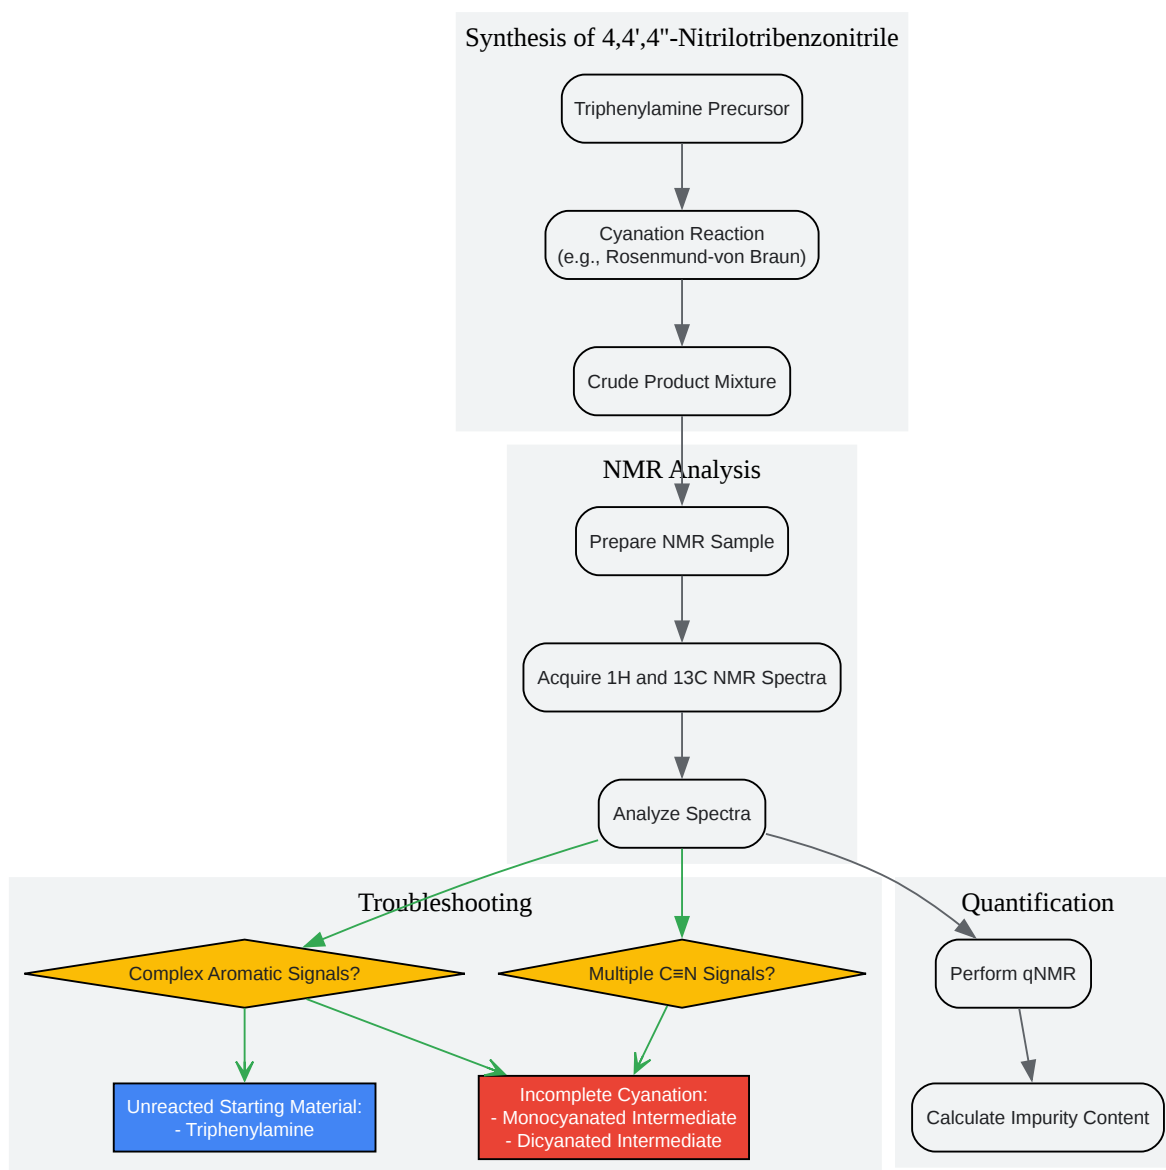 Synthesis of 4,4',4''-Nitrilotribenzonitrile
Triphenylamine Precursor
Cyanation Reaction
(e.g., Rosenmund-von Braun)
Crude Product Mixture
NMR Analysis
Prepare NMR Sample
Acquire 1H and 13C NMR Spectra
Analyze Spectra
Troubleshooting
Complex Aromatic Signals?
Multiple C≡N Signals?
Unreacted Starting Material:
- Triphenylamine
Incomplete Cyanation:
- Monocyanated Intermediate
- Dicyanated Intermediate
Quantification
Perform qNMR
Calculate Impurity Content